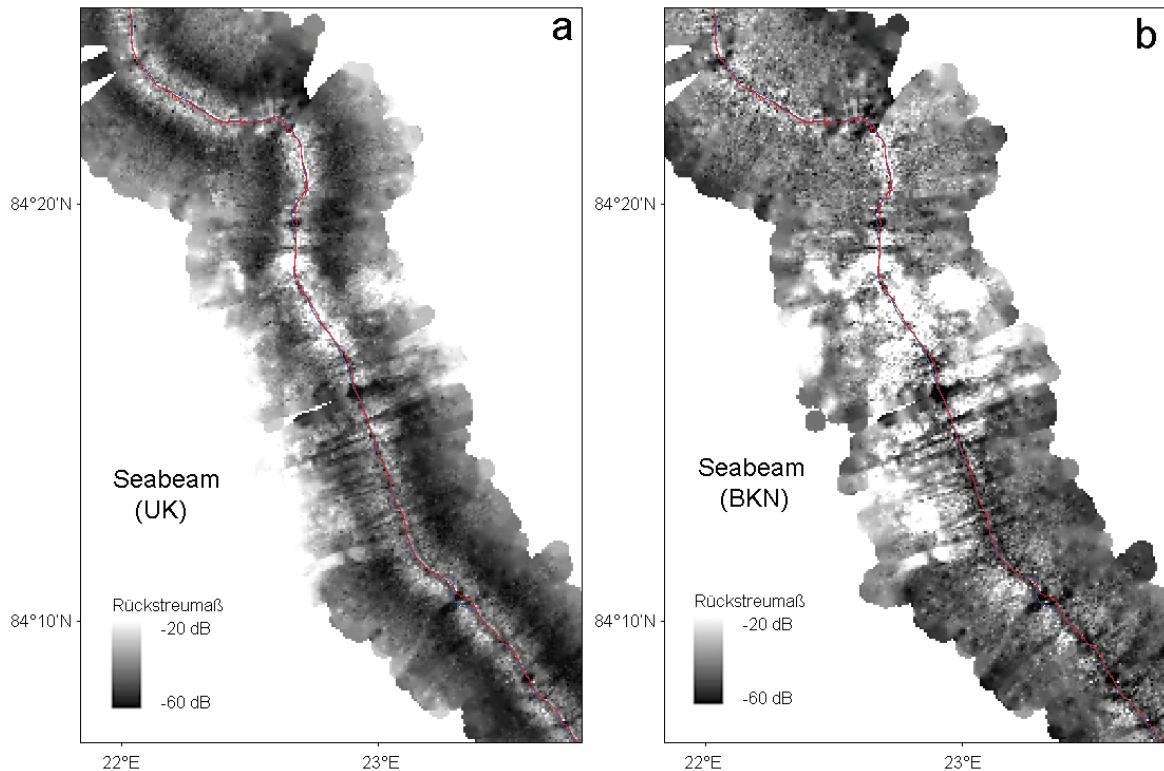 a
84°20'N
Seabeam
(UK)
Rückstreumaß
-20 dB
84°10'N
-60 dB
22°E
23°E
b
84°20'N
Seabeam
(BKN)
Rückstreumaß
-20 dB
84°10'N
-60 dB
22°E
23°E